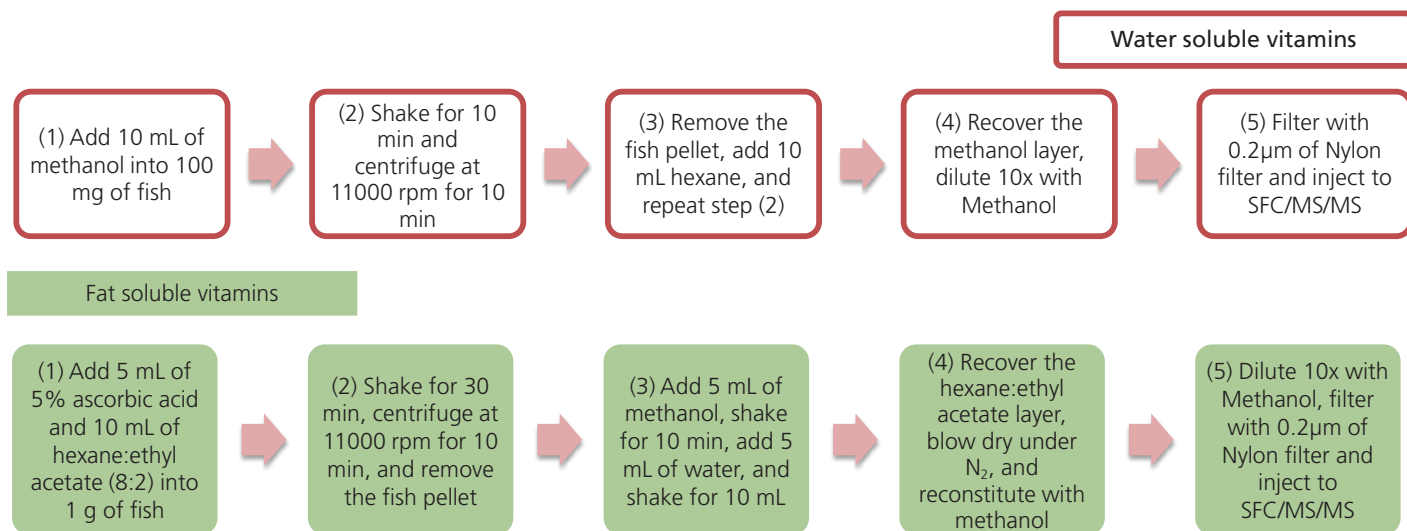 Water soluble vitamins
(1) Add 10 mL of
methanol into 100
mg of fish
(2) Shake for 10
min and
centrifuge at
11000 rpm for 10
min
(3) Remove the
fish pellet, add 10
mL hexane, and
repeat step (2)
(4) Recover the
methanol layer,
dilute 10x with
Methanol
(5) Filter with
0.2µm of Nylon
filter and inject to
SFC/MS/MS
Fat soluble vitamins
(1) Add 5 mL of
5% ascorbic acid
and 10 mL of
hexane:ethyl
acetate (8:2) into
1 g of fish
(2) Shake for 30
min, centrifuge at
11000 rpm for 10
min, and remove
the fish pellet
(3) Add 5 mL of
methanol, shake
for 10 min, add 5
mL of water, and
shake for 10 mL
(4) Recover the
hexane:ethyl
acetate layer,
blow dry under
N₂, and
reconstitute with
methanol
(5) Dilute 10x with
Methanol, filter
with 0.2µm of
Nylon filter and
inject to
SFC/MS/MS